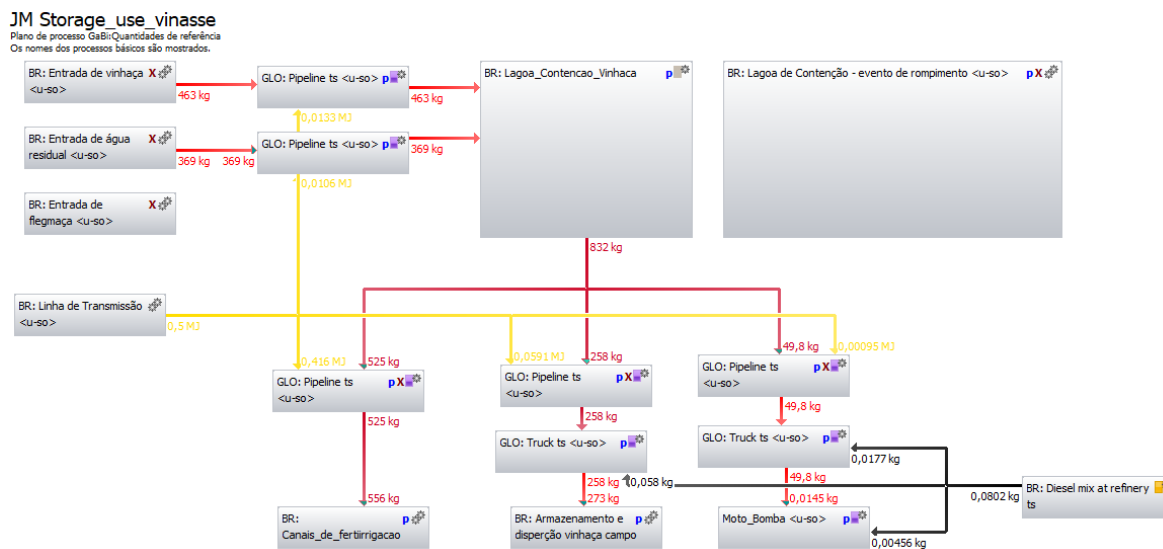 JM Storage_use_vinasse
Plano de processo GaBi:Quantidades de referência
Os nomes dos processos básicos são mostrados.
BR: Entrada de vinhaça X
<u-so>
463 kg
GLO: Pipeline ts <u-so> p
463 kg
BR: Lagoa_Contencao_Vinhaca p
BR: Lagoa de Contenção - evento de rompimento <u-so> p X
0,0133 MJ
BR: Entrada de água X
residual <u-so>
369 kg 369 kg
GLO: Pipeline ts <u-so> p
369 kg
0,0106 MJ
BR: Entrada de X
flegmaça <u-so>
832 kg
BR: Linha de Transmissão
<u-so>
0,5 MJ
0,416 MJ
525 kg
0,0591 MJ
258 kg
49,8 kg
0,00095 MJ
GLO: Pipeline ts p X
<u-so>
GLO: Pipeline ts p X
<u-so>
GLO: Pipeline ts p X
<u-so>
525 kg
258 kg
49,8 kg
GLO: Truck ts <u-so> p
GLO: Truck ts <u-so> p
0,0177 kg
258 kg
0,058 kg
49,8 kg
0,0802 kg
BR: Diesel mix at refinery
ts
556 kg
273 kg
0,0145 kg
BR: p
Canais_de_fertiirrigacao
BR: Armazenamento e p
disperção vinhaça campo
Moto_Bomba <u-so> p
0,00456 kg